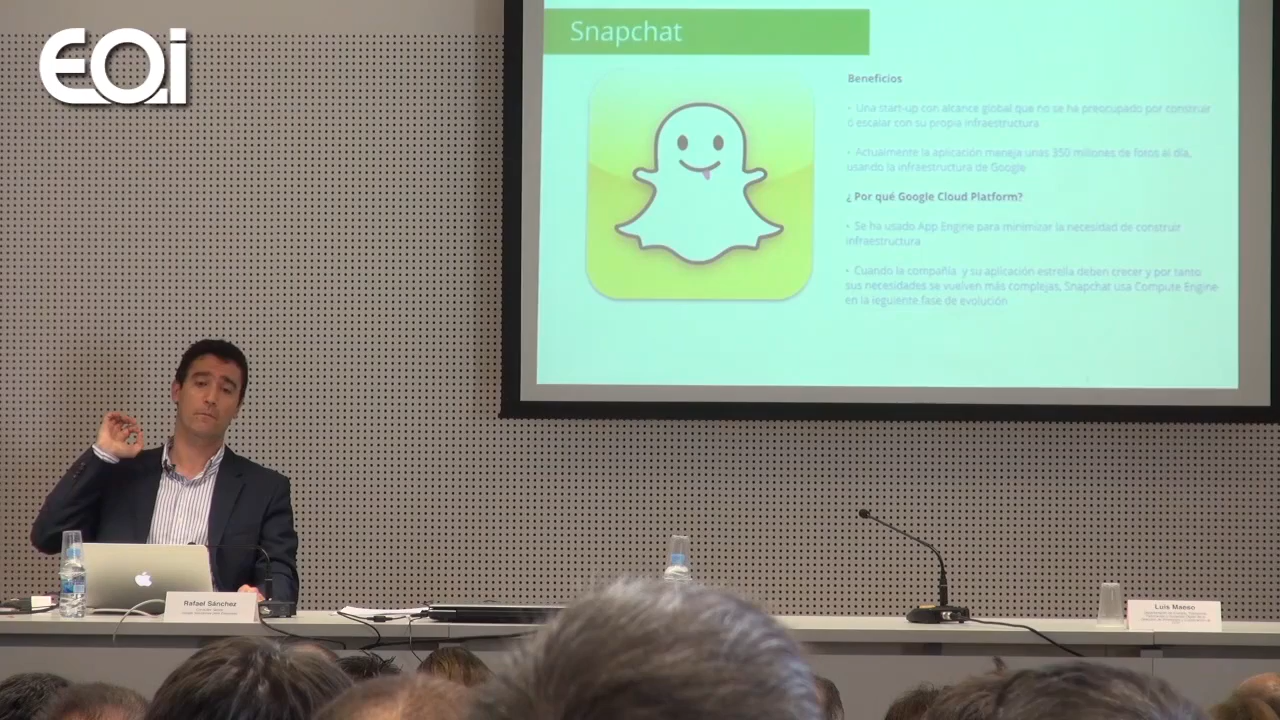 EOi
Snapchat
Beneficios
• Una start-up con alcance global que no se ha preocupado por construir
o escalar con su propia infraestructura
• Actualmente la aplicación meneja unas 350 millones de fotos al día,
usando la infraestructura de Google
¿ Por qué Google Cloud Platform?
• Se ha usado App Engine para minimizar la necesidad de construir
infraestructura
• Cuando la compañía y su aplicación estrella deben crecer y por tanto
sus necesidades se vuelven más complejas, Snapchat usa Compute Engine
en la ieguiente fase de evolución
Rafael Sánchez
Luis Maeso